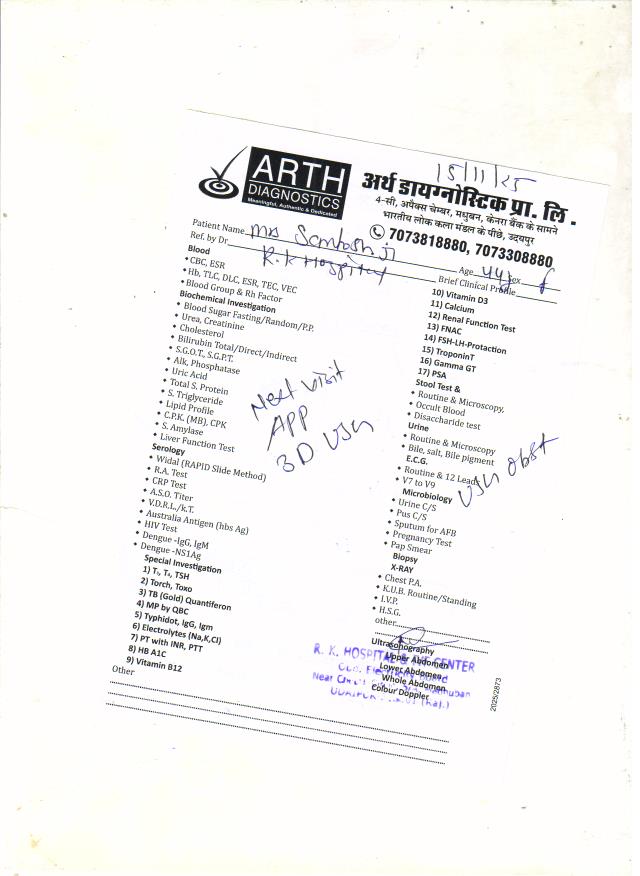 15/11/25
ARTH
DIAGNOSTICS
Meaningful, Authentic & Dedicated
अर्थ डायग्नोस्टिक प्रा. लि.
4-सी, अपैक्स चेम्बर, मधुबन, केनरा बैंक के सामने
भारतीय लोक कला मंडल के पीछे, उदयपुर
7073818880, 7073308880
Patient Name Mrs Santosh ji Age 44 Sex f
Ref. by Dr. R.K Hospital Brief Clinical Profile
Blood
• CBC, ESR
• Hb, TLC, DLC, ESR, TEC, VEC
• Blood Group & Rh Factor
Biochemical Investigation
• Blood Sugar Fasting/Random/P.P.
• Urea, Creatinine
• Cholesterol
• Bilirubin Total/Direct/Indirect
• S.G.O.T., S.G.P.T.
• Alk, Phosphatase
• Uric Acid
• Total S. Protein
• S. Triglyceride
• Lipid Profile
• C.P.K. (MB), CPK
• S. Amylase
• Liver Function Test
Serology
• Widal (RAPID Slide Method)
• R.A. Test
• CRP Test
• A.S.O. Titer
• V.D.R.L./k.T.
• Australia Antigen (hbs Ag)
• HIV Test
• Dengue -IgG, IgM
• Dengue -NS1Ag
Special Investigation
1) T₃, T₄, TSH
2) Torch, Toxo
3) TB (Gold) Quantiferon
4) MP by QBC
5) Typhidot, IgG, Igm
6) Electrolytes (Na,K,Cl)
7) PT with INR, PTT
8) HB A1C
9) Vitamin B12
Other
Next visit
APP
3D USG
10) Vitamin D3
11) Calcium
12) Renal Function Test
13) FNAC
14) FSH-LH-Protaction
15) TroponinT
16) Gamma GT
17) PSA
Stool Test &
• Routine & Microscopy,
• Occult Blood
• Disaccharide test
Urine
• Routine & Microscopy
• Bile, salt, Bile pigment
E.C.G.
• Routine & 12 Lead
• V7 to V9
USG obst
Microbiology
• Urine C/S
• Pus C/S
• Sputum for AFB
• Pregnancy Test
• Pap Smear
Biopsy
X-RAY
• Chest P.A.
• K.U.B. Routine/Standing
• I.V.P.
• H.S.G.
other
Ultrasonography
Upper Abdomen
Lower Abdomen
Whole Abdomen
Colour Doppler
R. K. HOSPITAL & IVF CENTER
2025/2873